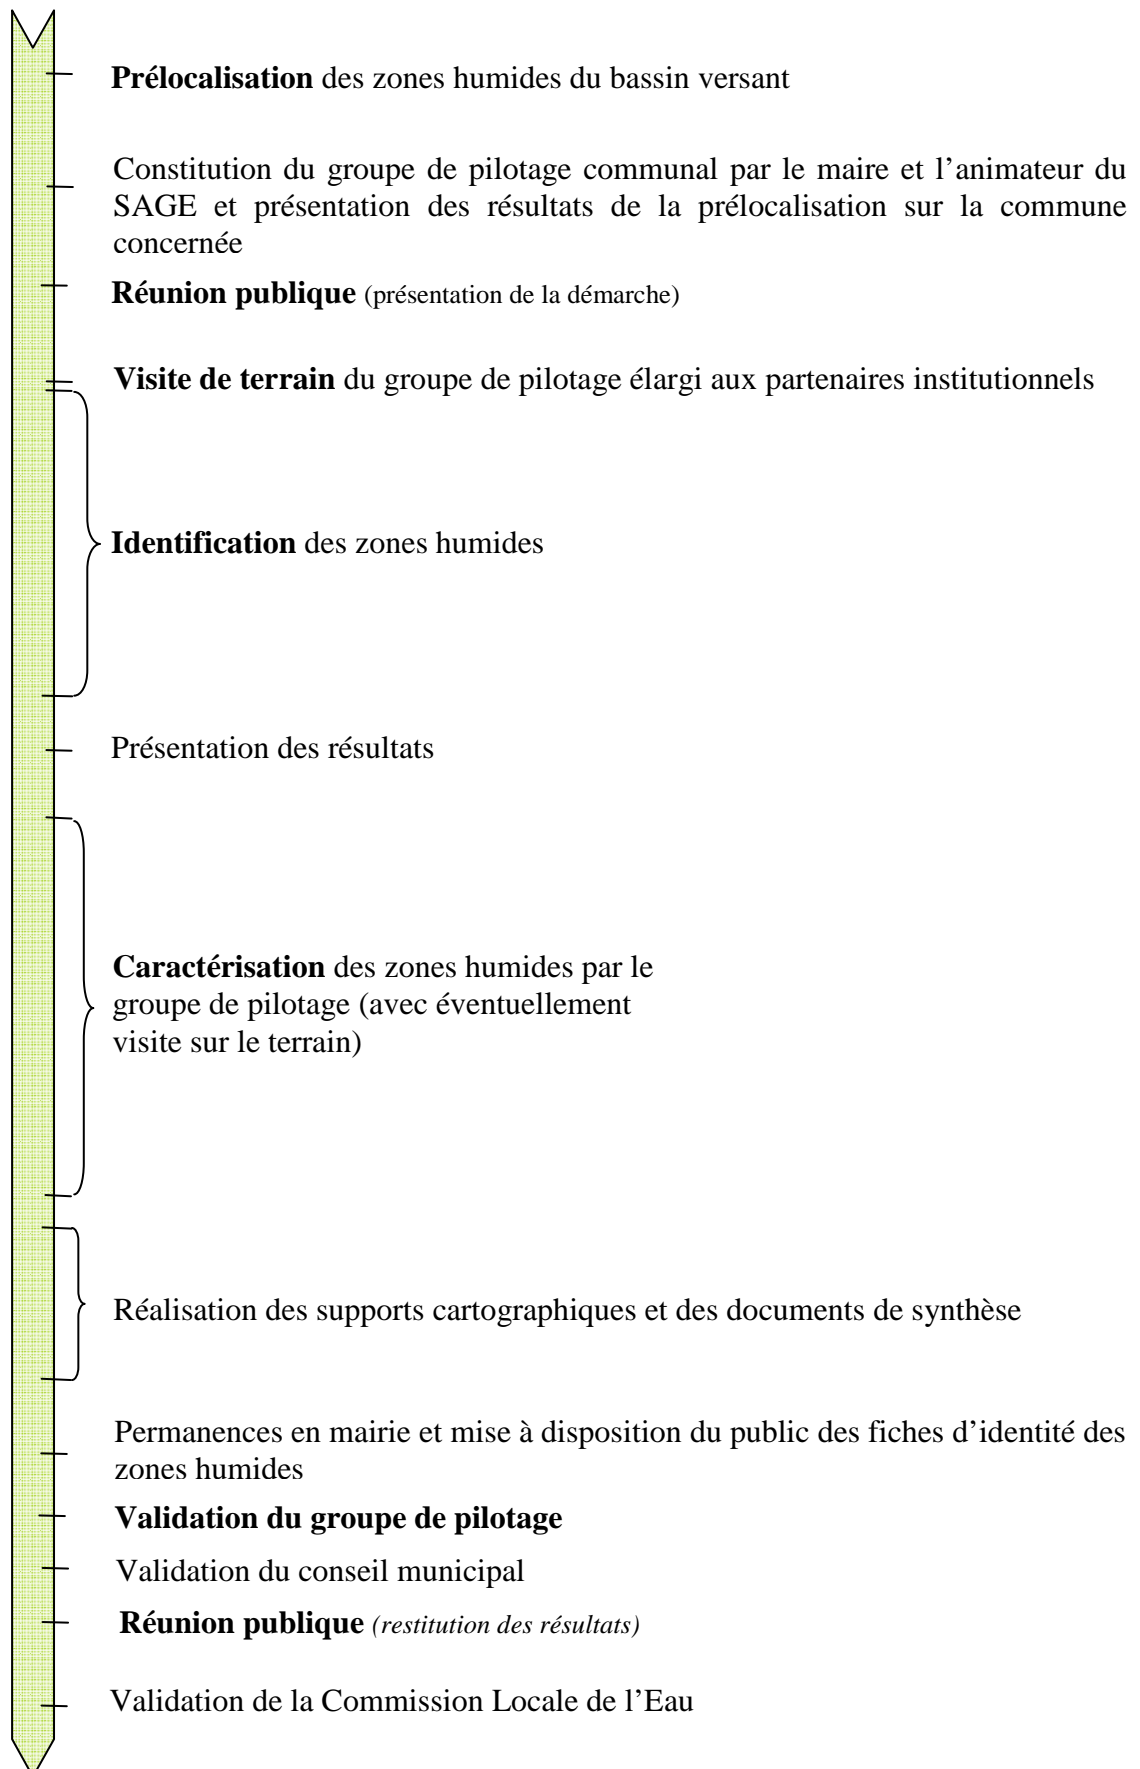 Prélocalisation des zones humides du bassin versant
Constitution du groupe de pilotage communal par le maire et l’animateur du
SAGE et présentation des résultats de la prélocalisation sur la commune
concernée
Réunion publique (présentation de la démarche)
Visite de terrain du groupe de pilotage élargi aux partenaires institutionnels
Identification des zones humides
Présentation des résultats
Caractérisation des zones humides par le
groupe de pilotage (avec éventuellement
visite sur le terrain)
Réalisation des supports cartographiques et des documents de synthèse
Permanences en mairie et mise à disposition du public des fiches d’identité des
zones humides
Validation du groupe de pilotage
Validation du conseil municipal
Réunion publique (restitution des résultats)
Validation de la Commission Locale de l’Eau